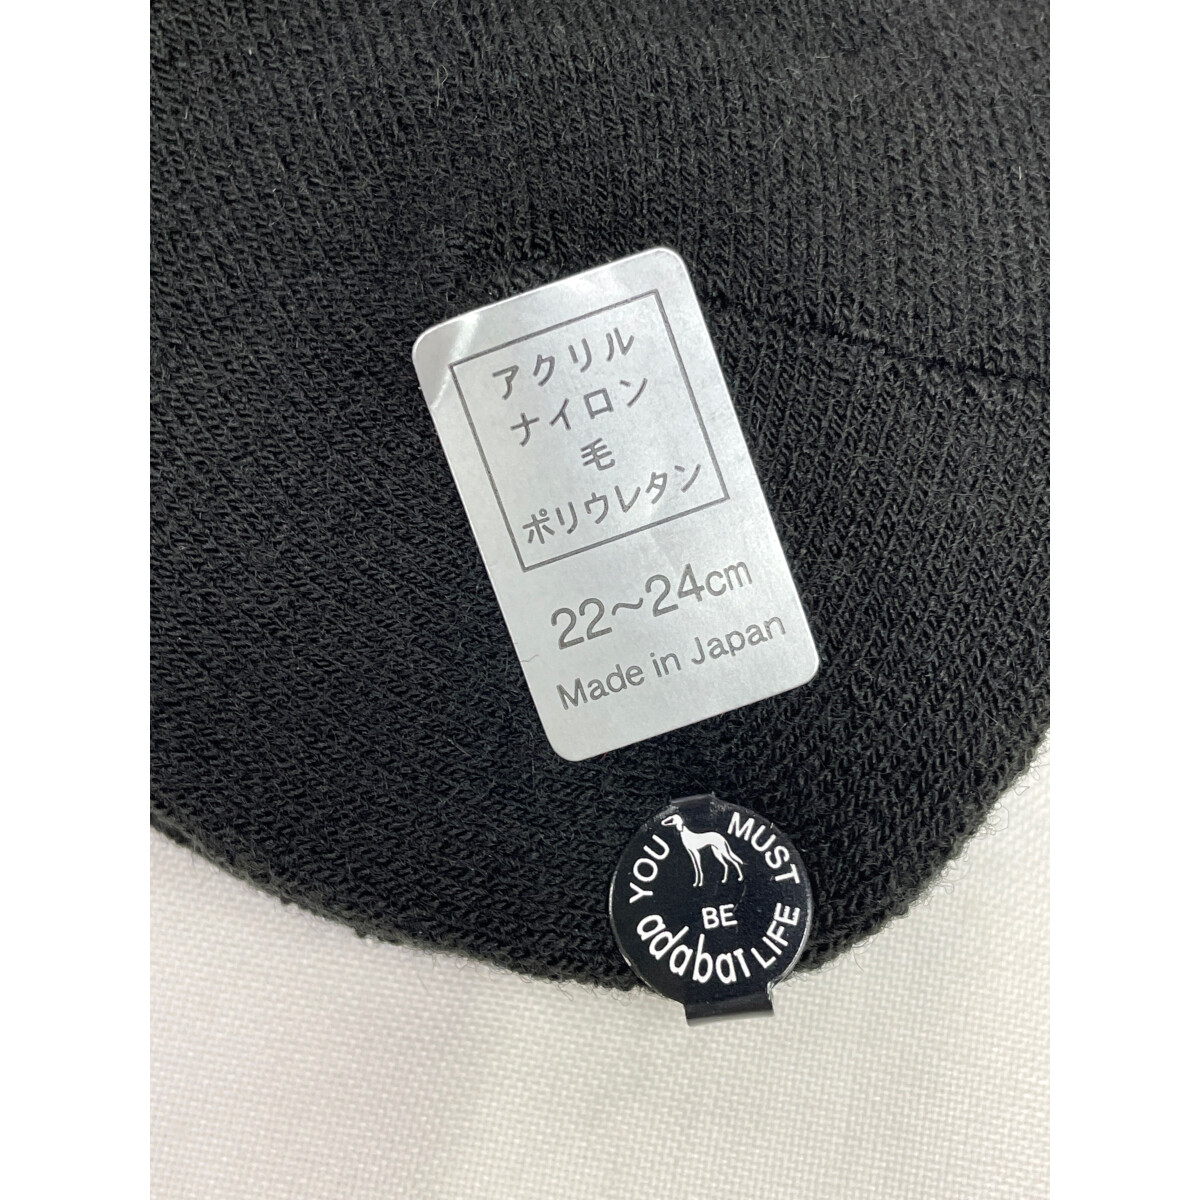 アクリル
ナイロン
毛
ポリウレタン
22~24cm
Made in Japan
YOU MUST
BE
adabaT LIFE